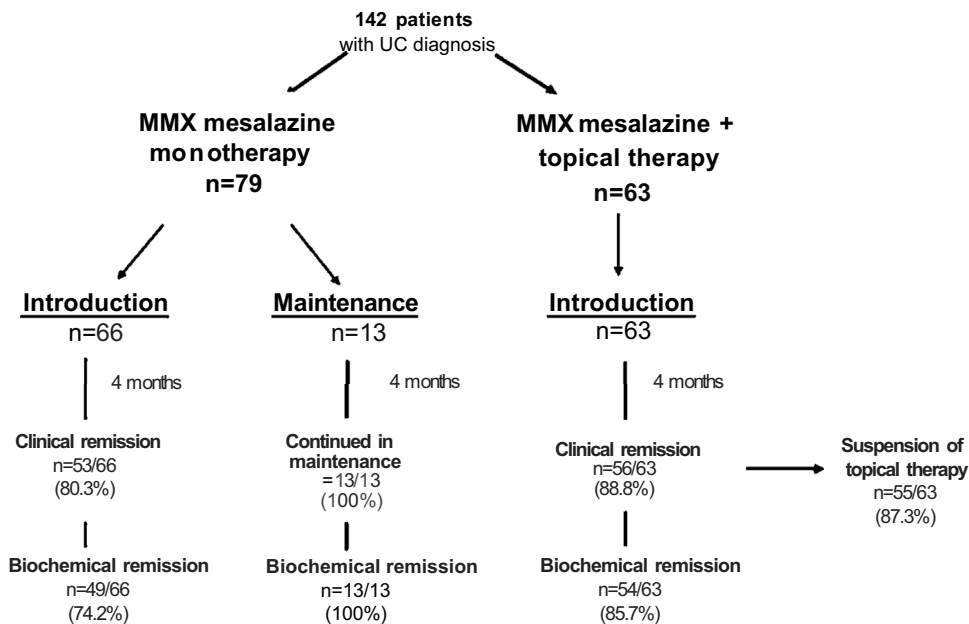 142 patients
with UC diagnosis
MMX mesalazine
monotherapy
n=79
MMX mesalazine +
topical therapy
n=63
Introduction
n=66
Maintenance
n=13
Introduction
n=63
4 months
4 months
4 months
Clinical remission
n=53/66
(80.3%)
Continued in
maintenance
=13/13
(100%)
Clinical remission
n=56/63
(88.8%)
Suspension of
topical therapy
n=55/63
(87.3%)
Biochemical remission
n=49/66
(74.2%)
Biochemical remission
n=13/13
(100%)
Biochemical remission
n=54/63
(85.7%)